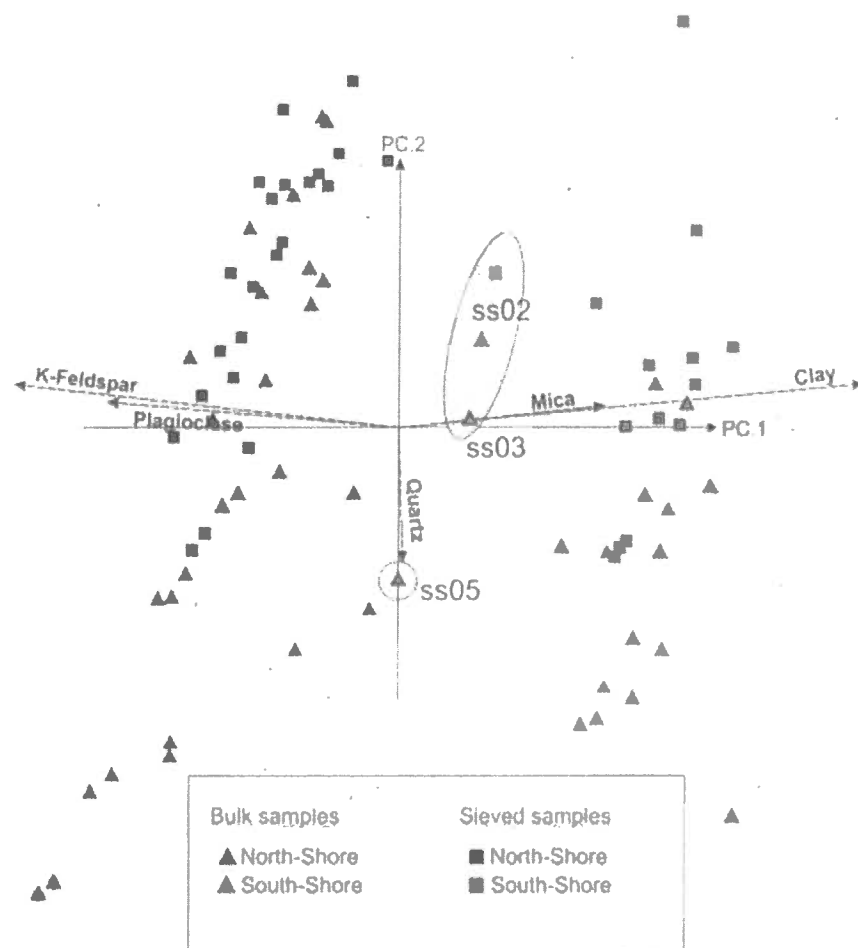 PC.2
ss02
K-Feldspar
Clay
Mica
Plagioclase
PC.1
ss03
Quartz
ss05
Bulk samples
Sieved samples
North-Shore
North-Shore
South-Shore
South-Shore